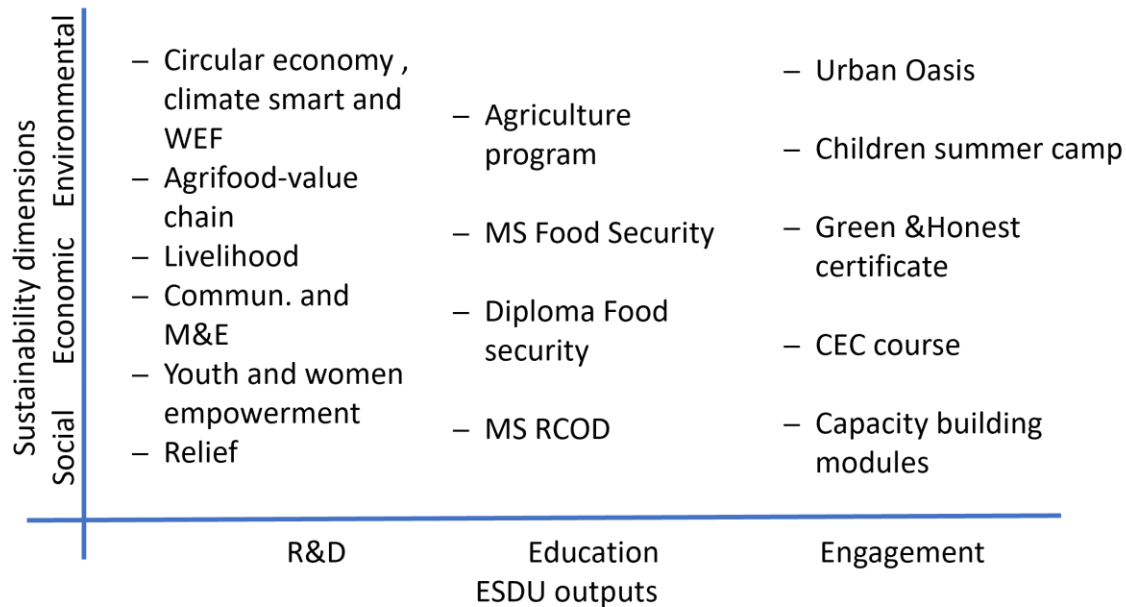 Sustainability dimensions
Environmental
Economic
Social
– Circular economy ,
climate smart and
WEF
– Agrifood-value
chain
– Livelihood
– Commun. and
M&E
– Youth and women
empowerment
– Relief
– Agriculture
program
– MS Food Security
– Diploma Food
security
– MS RCOD
– Urban Oasis
– Children summer camp
– Green &Honest
certificate
– CEC course
– Capacity building
modules
R&D
Education
Engagement
ESDU outputs